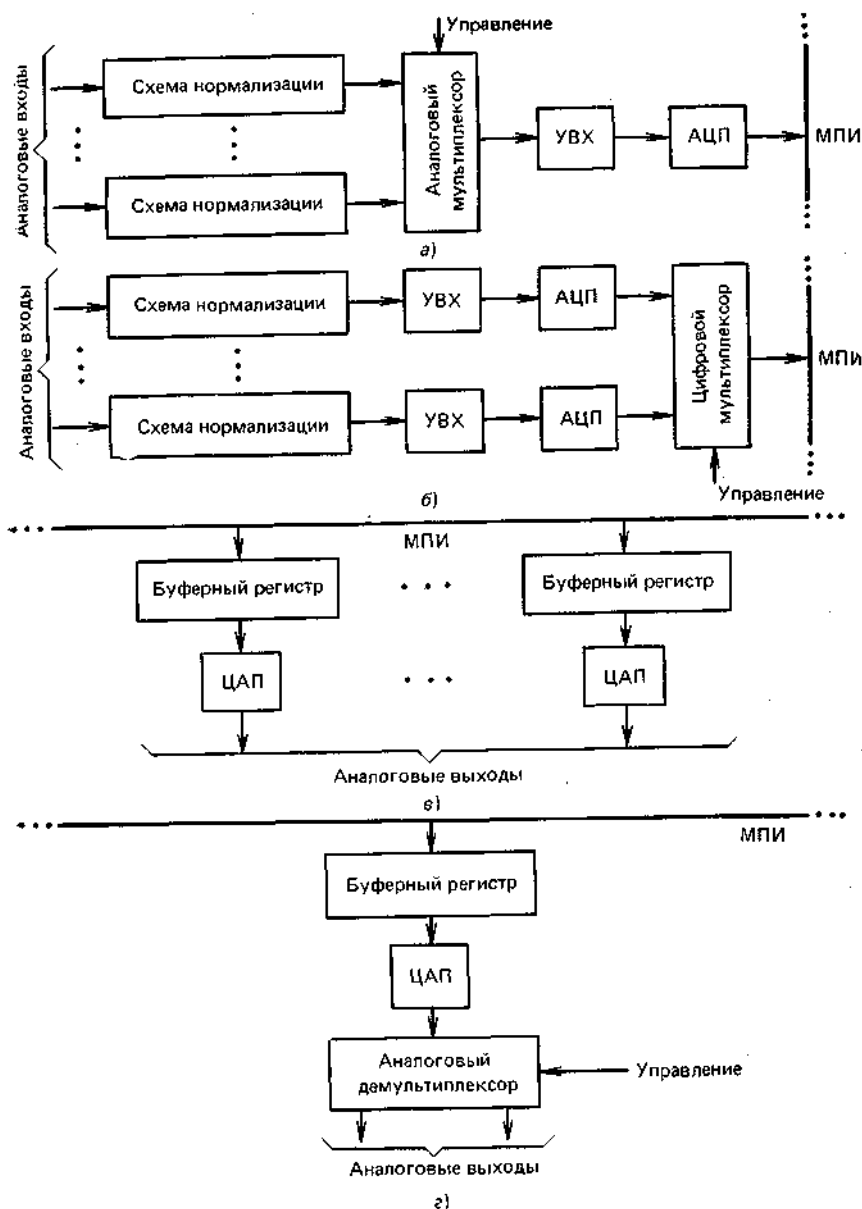 Управление
Аналоговые входы
Схема нормализации
Схема нормализации
Аналоговый
мультиплексор
УВХ
АЦП
МПИ
а)
Аналоговые входы
Схема нормализации
УВХ
АЦП
Схема нормализации
УВХ
АЦП
Цифровой
мультиплексор
МПИ
Управление
б)
МПИ
Буферный регистр
Буферный регистр
ЦАП
ЦАП
Аналоговые выходы
в)
МПИ
Буферный регистр
ЦАП
Аналоговый
демультиплексор
Управление
Аналоговые выходы
г)